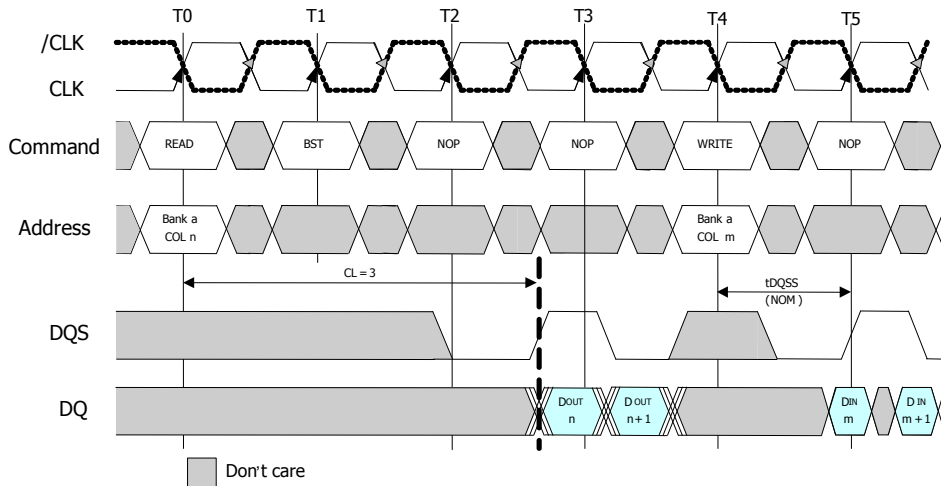 T0 T1 T2 T3 T4 T5
/CLK
CLK
Command READ BST NOP NOP WRITE NOP
Address Bank a COL n Bank a COL m
CL = 3
tDQSS
(NOM)
DQS
DQ DOUT n DOUT n+1 DIN m DIN m+1
Don't care